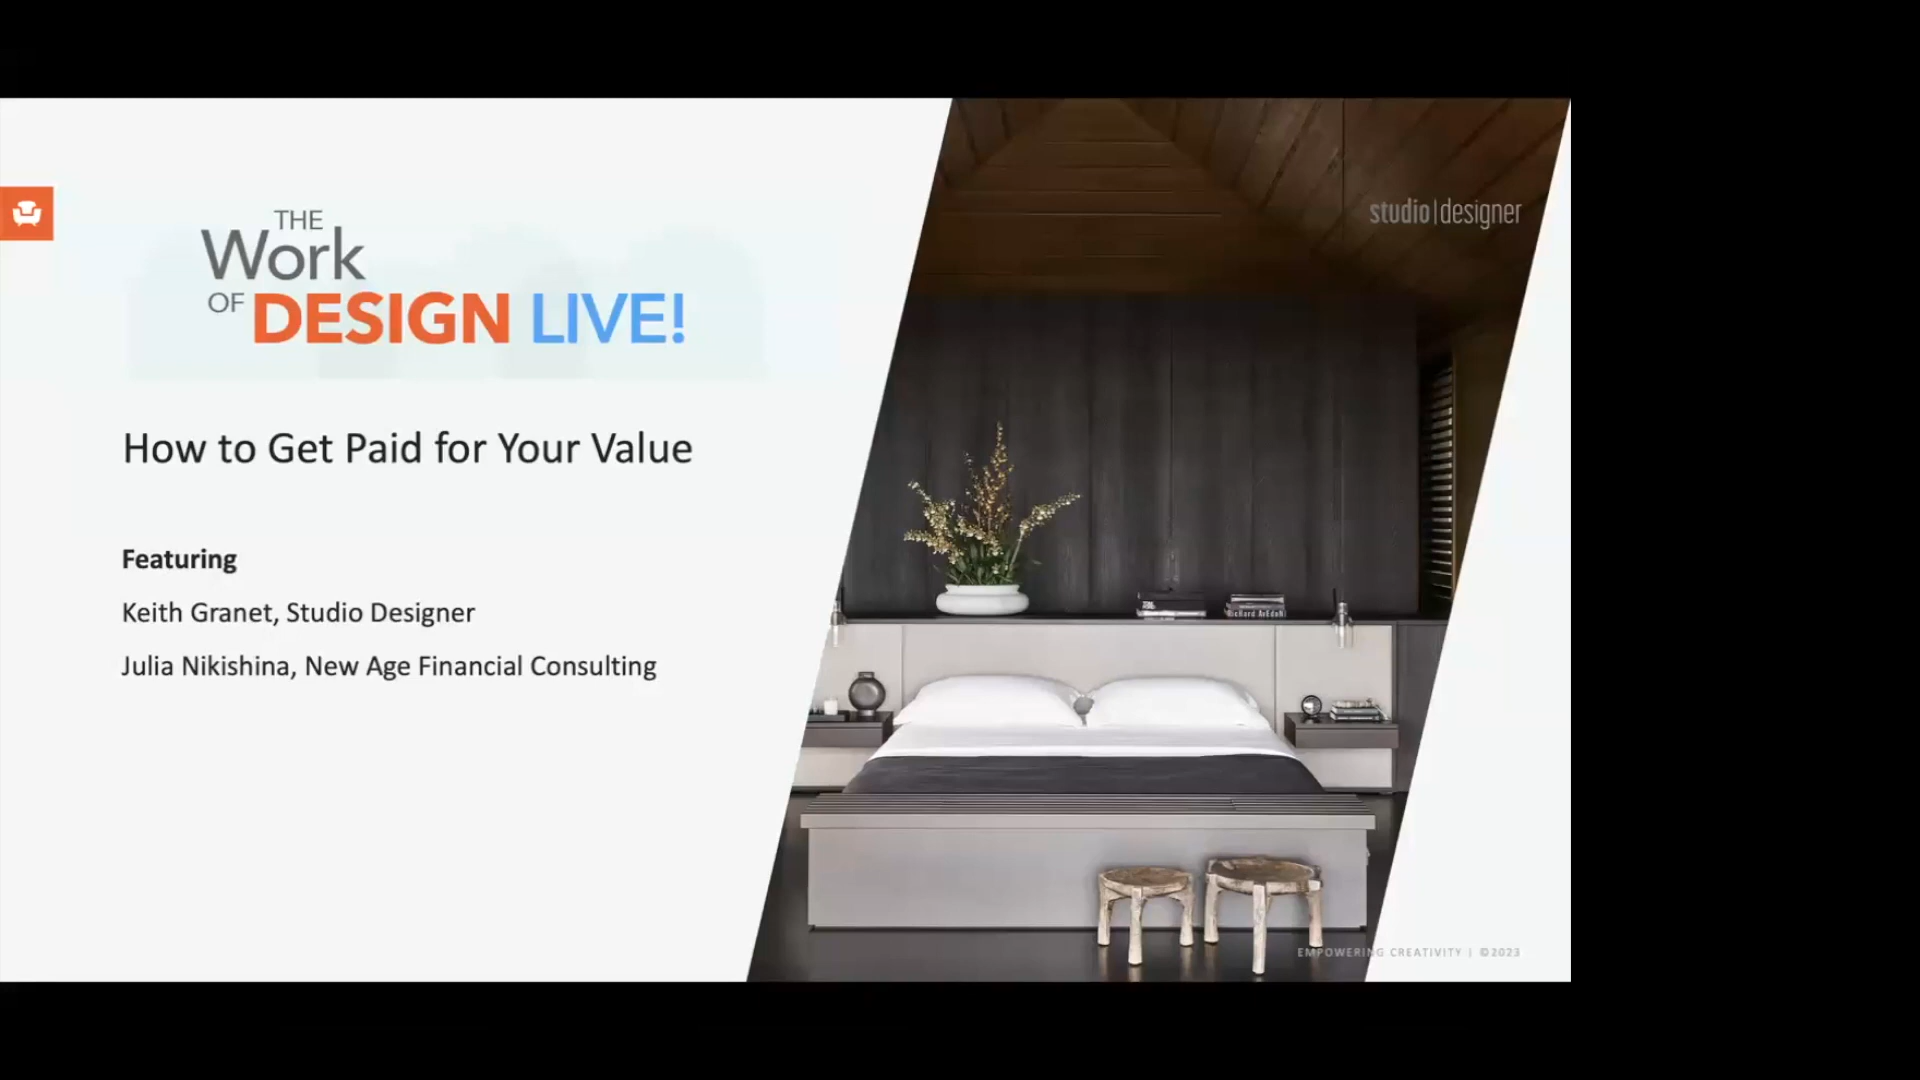 THE
Work
OF DESIGN LIVE!
studio|designer
How to Get Paid for Your Value
Featuring
Keith Granet, Studio Designer
Julia Nikishina, New Age Financial Consulting
EMPOWERING CREATIVITY | ©2023